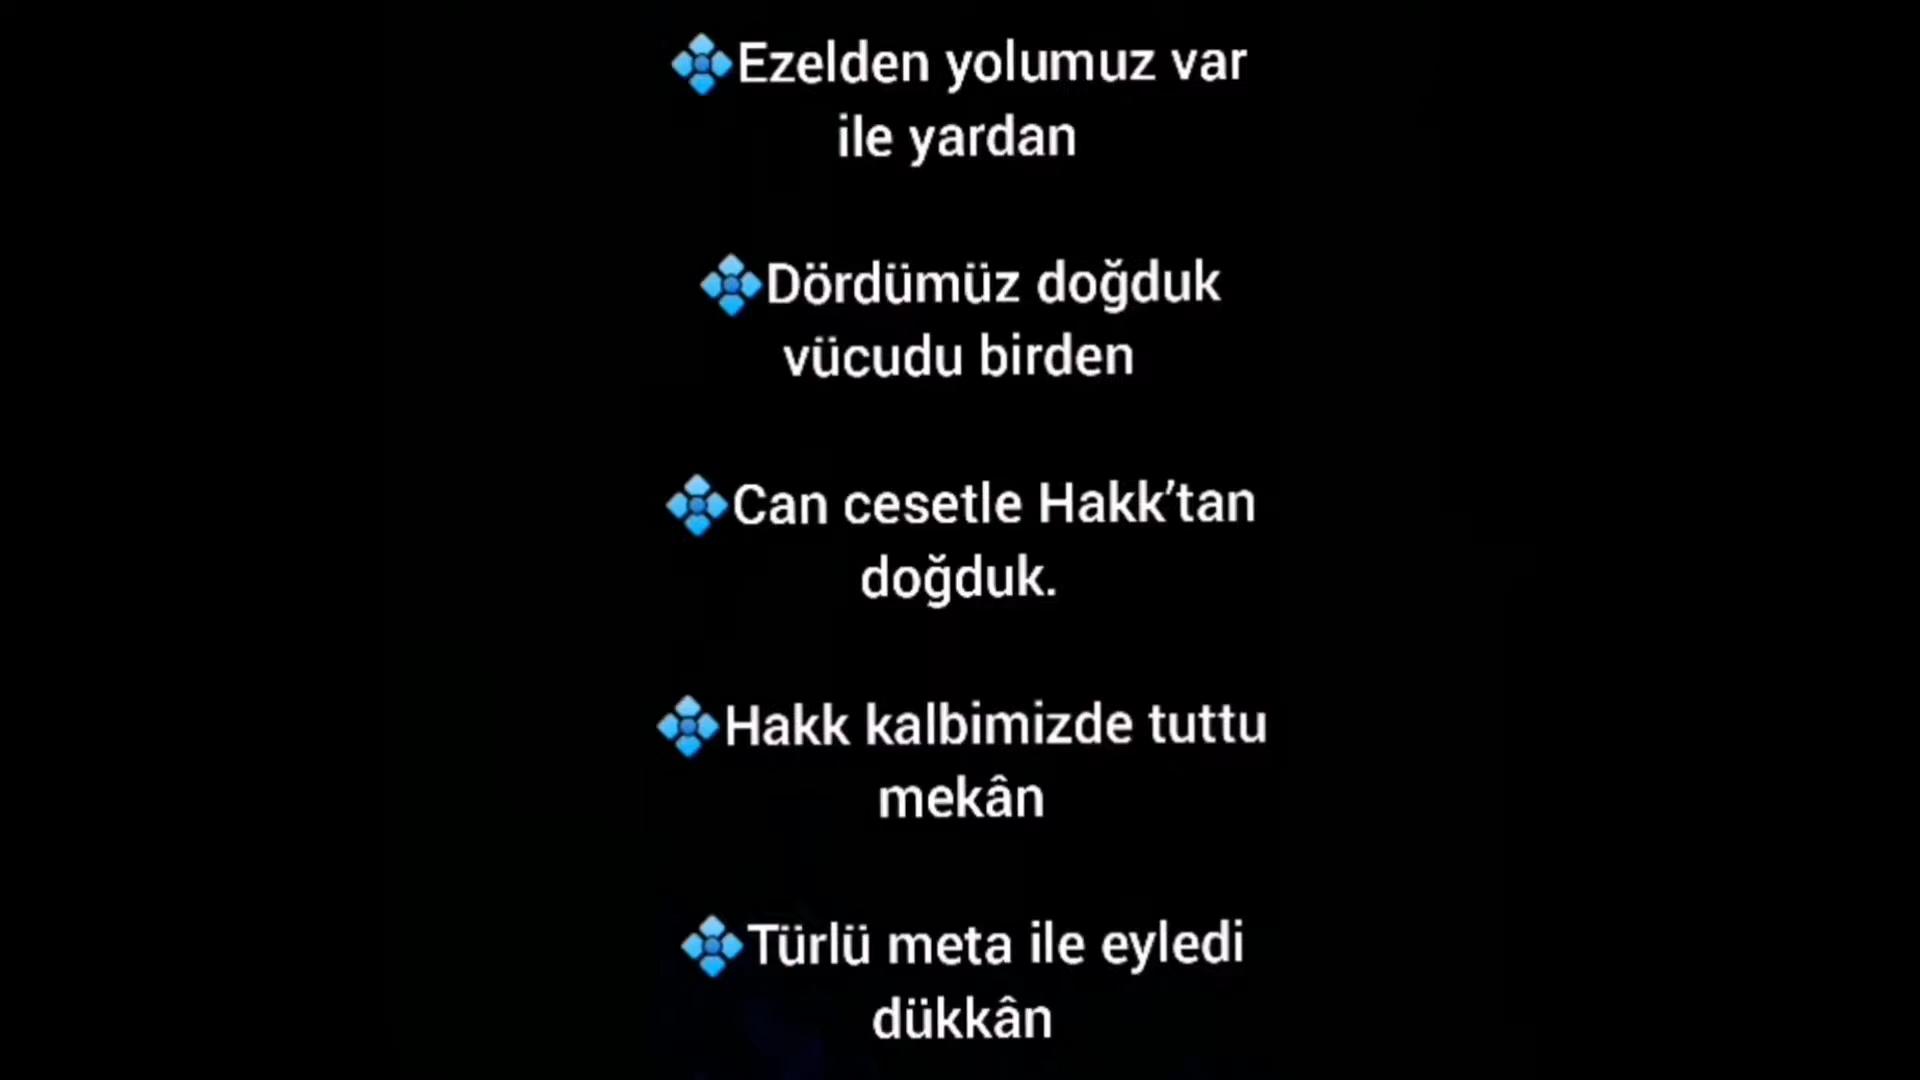 💠Ezelden yolumuz var
ile yardan
💠Dördümüz doğduk
vücudu birden
💠Can cesetle Hakk’tan
doğduk.
💠Hakk kalbimizde tuttu
mekân
💠Türlü meta ile eyledi
dükkân